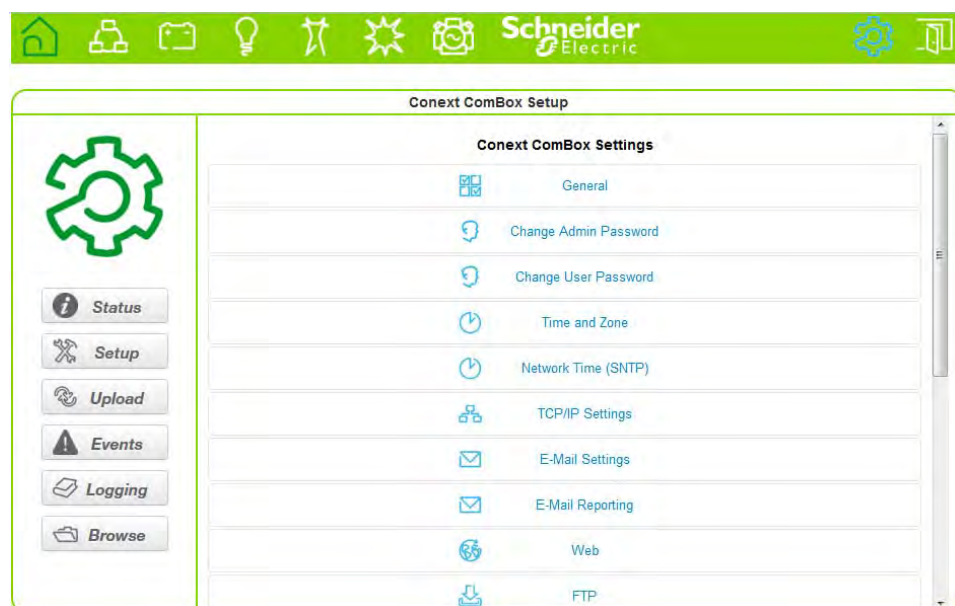 Schneider
Electric
Conext ComBox Setup
Conext ComBox Settings
General
Change Admin Password
Change User Password
Time and Zone
Network Time (SNTP)
TCP/IP Settings
E-Mail Settings
E-Mail Reporting
Web
FTP
Status
Setup
Upload
Events
Logging
Browse